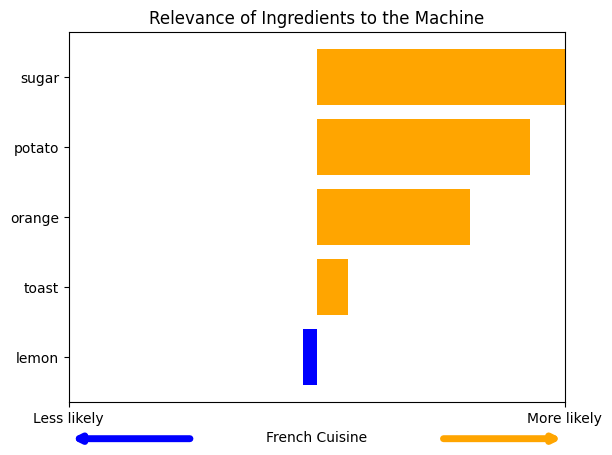 Relevance of Ingredients to the Machine
sugar
potato
orange
toast
lemon
Less likely
More likely
French Cuisine